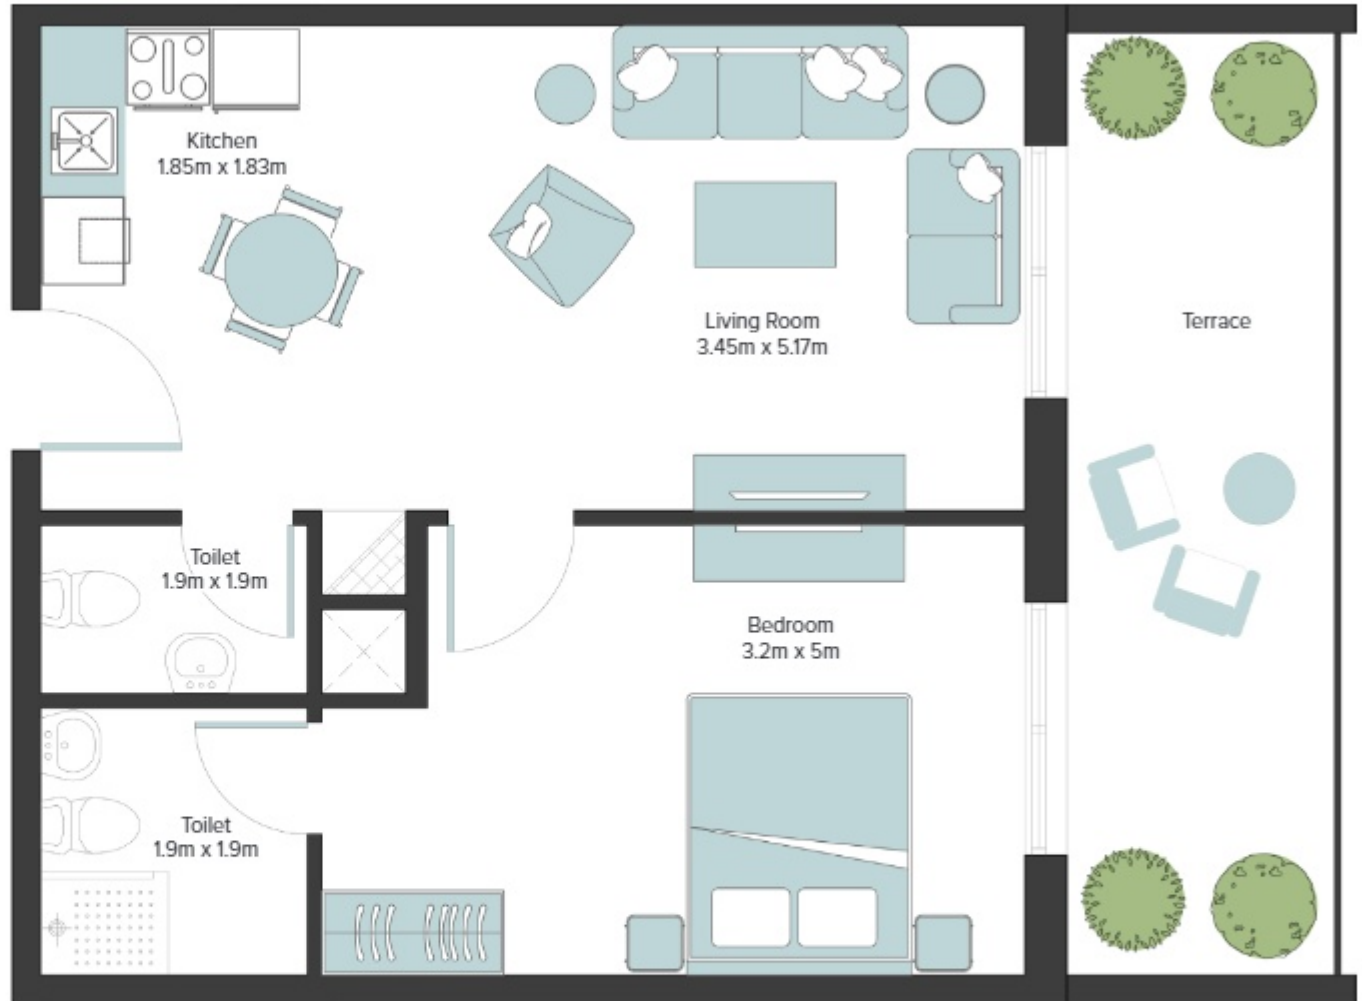 Kitchen
1.85m x 1.83m
Living Room
3.45m x 5.17m
Terrace
Toilet
1.9m x 1.9m
Bedroom
3.2m x 5m
Toilet
1.9m x 1.9m